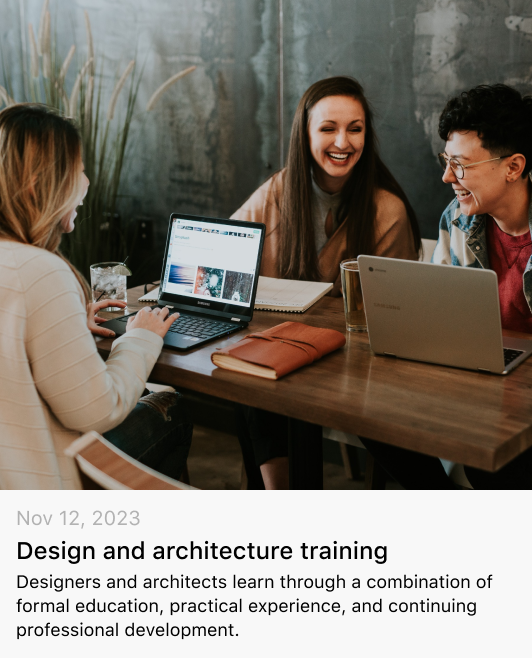 SAMSUNG
Nov 12, 2023
Design and architecture training
Designers and architects learn through a combination of
formal education, practical experience, and continuing
professional development.